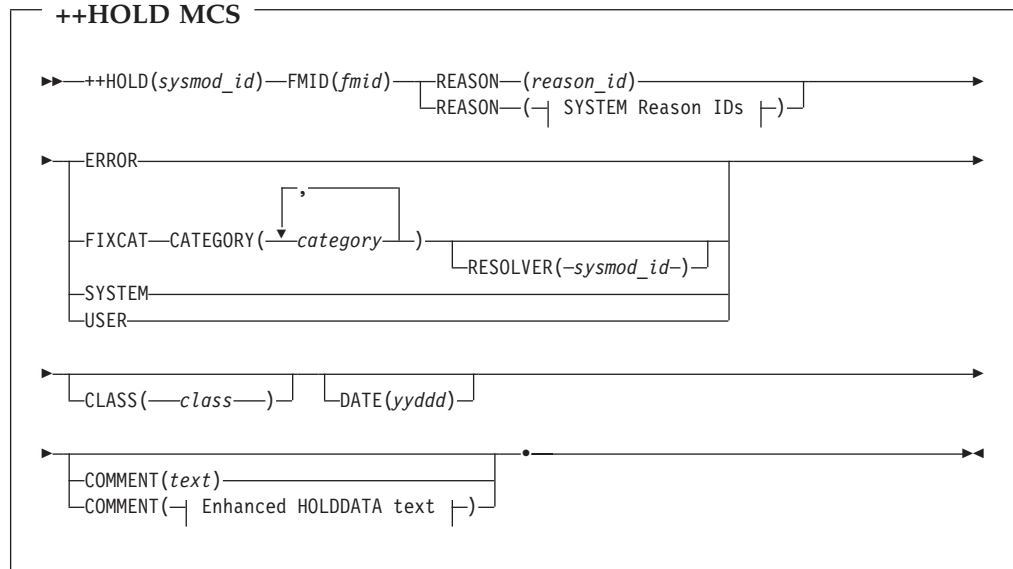 ++HOLD MCS
++HOLD(sysmod_id) FMID(fmid) REASON (reason_id)
REASON ( SYSTEM Reason IDs )
ERROR
,
FIXCAT CATEGORY( category )
RESOLVER( sysmod_id )
SYSTEM
USER
CLASS( class ) DATE(yyddd)
.
COMMENT(text)
COMMENT( Enhanced HOLDDATA text )